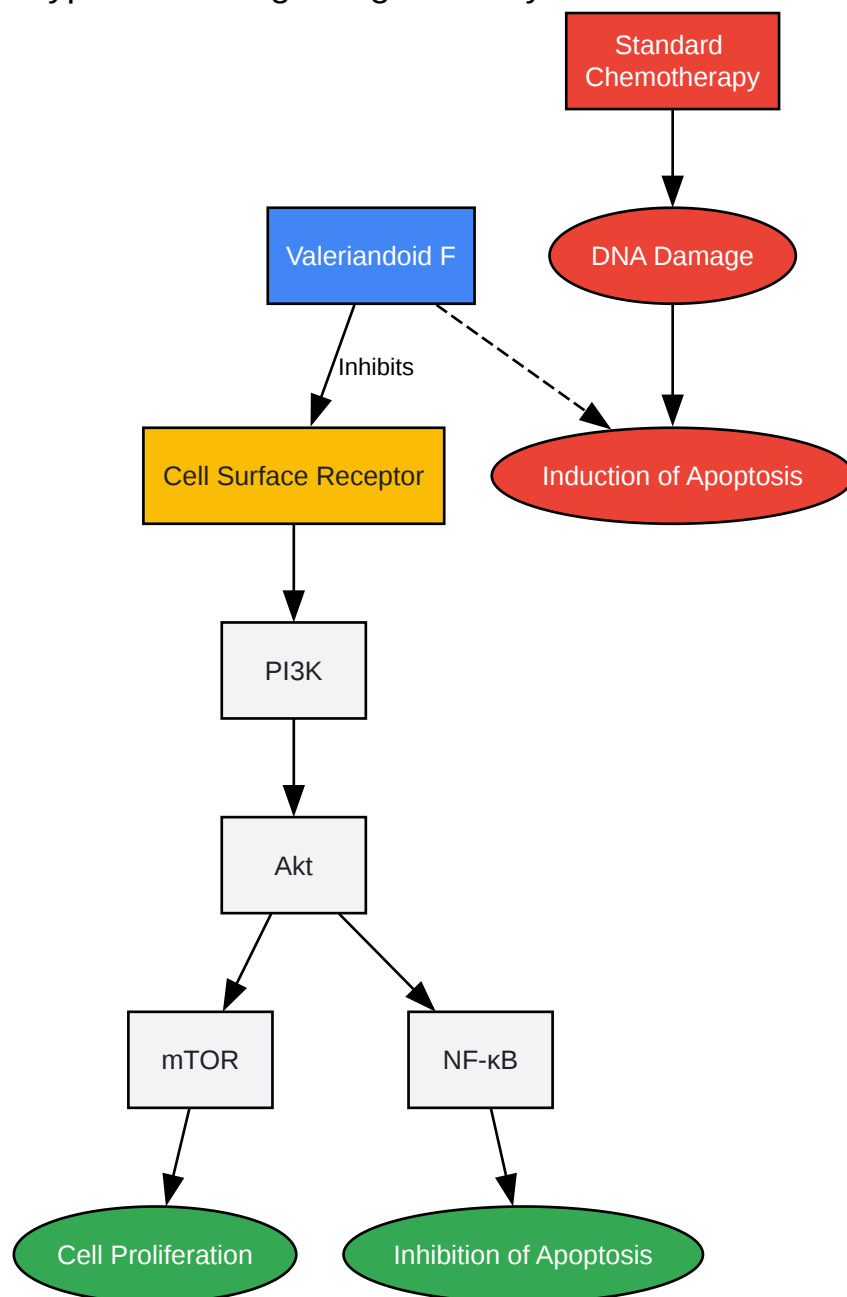 Standard
Chemotherapy
Valeriandoid F
DNA Damage
Inhibits
Cell Surface Receptor
Induction of Apoptosis
PI3K
Akt
mTOR
NF-κB
Cell Proliferation
Inhibition of Apoptosis